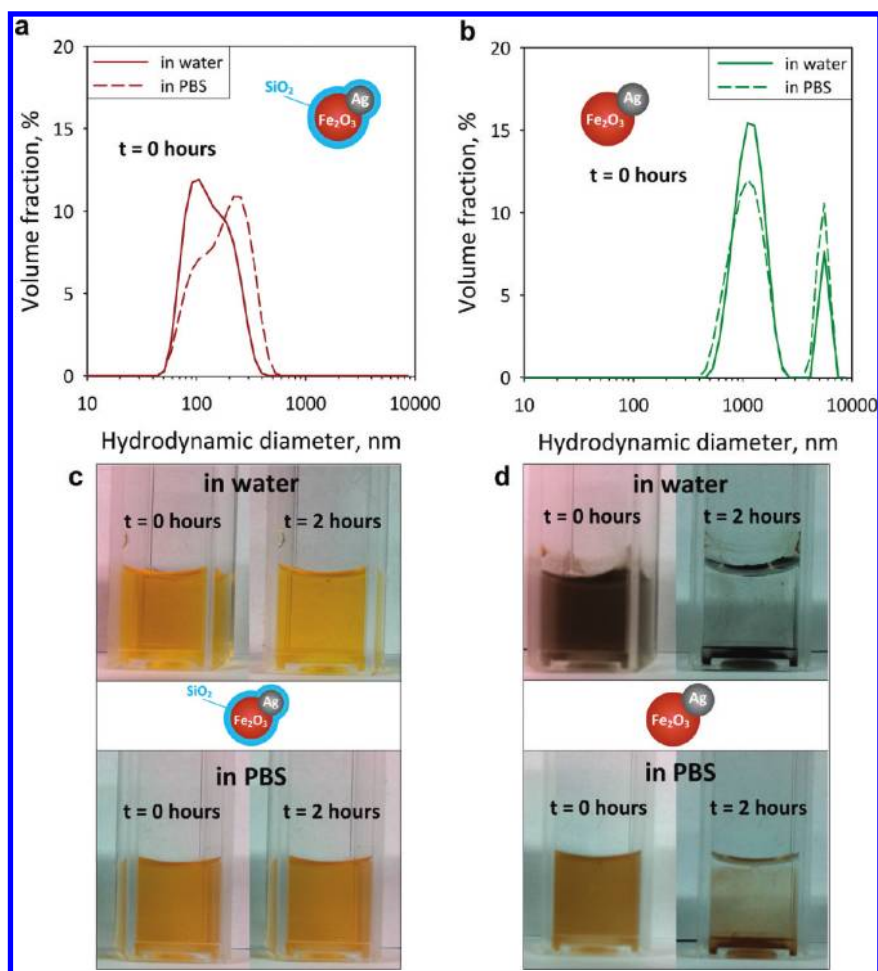 a
20
15
10
5
0
Volume fraction, %
in water
in PBS
SiO₂
Ag
Fe₂O₃
t = 0 hours
10
100
1000
10000
Hydrodynamic diameter, nm
b
20
15
10
5
0
Volume fraction, %
in water
in PBS
Ag
Fe₂O₃
t = 0 hours
10
100
1000
10000
Hydrodynamic diameter, nm
c
in water
t = 0 hours
t = 2 hours
SiO₂
Ag
Fe₂O₃
in PBS
t = 0 hours
t = 2 hours
d
in water
t = 0 hours
t = 2 hours
Ag
Fe₂O₃
in PBS
t = 0 hours
t = 2 hours